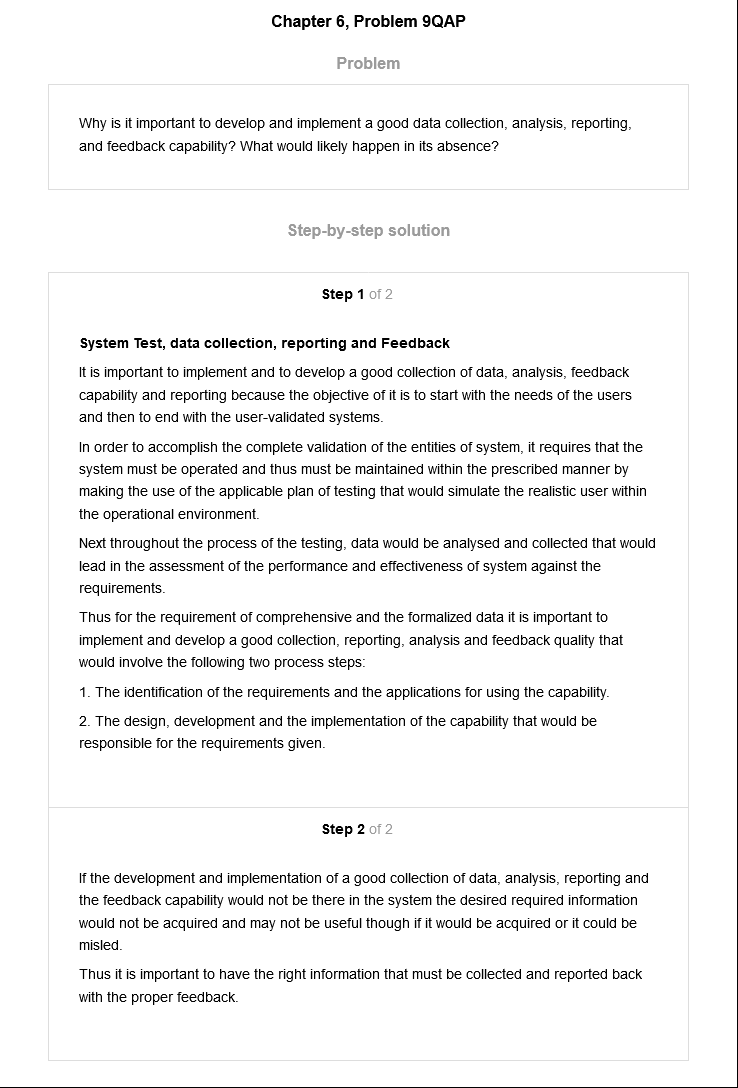 Chapter 6, Problem 9QAP
Problem
Why is it important to develop and implement a good data collection, analysis, reporting,
and feedback capability? What would likely happen in its absence?
Step-by-step solution
Step 1 of 2
System Test, data collection, reporting and Feedback
It is important to implement and to develop a good collection of data, analysis, feedback
capability and reporting because the objective of it is to start with the needs of the users
and then to end with the user-validated systems.
In order to accomplish the complete validation of the entities of system, it requires that the
system must be operated and thus must be maintained within the prescribed manner by
making the use of the applicable plan of testing that would simulate the realistic user within
the operational environment.
Next throughout the process of the testing, data would be analysed and collected that would
lead in the assessment of the performance and effectiveness of system against the
requirements.
Thus for the requirement of comprehensive and the formalized data it is important to
implement and develop a good collection, reporting, analysis and feedback quality that
would involve the following two process steps:
1. The identification of the requirements and the applications for using the capability.
2. The design, development and the implementation of the capability that would be
responsible for the requirements given.
Step 2 of 2
If the development and implementation of a good collection of data, analysis, reporting and
the feedback capability would not be there in the system the desired required information
would not be acquired and may not be useful though if it would be acquired or it could be
misled.
Thus it is important to have the right information that must be collected and reported back
with the proper feedback.